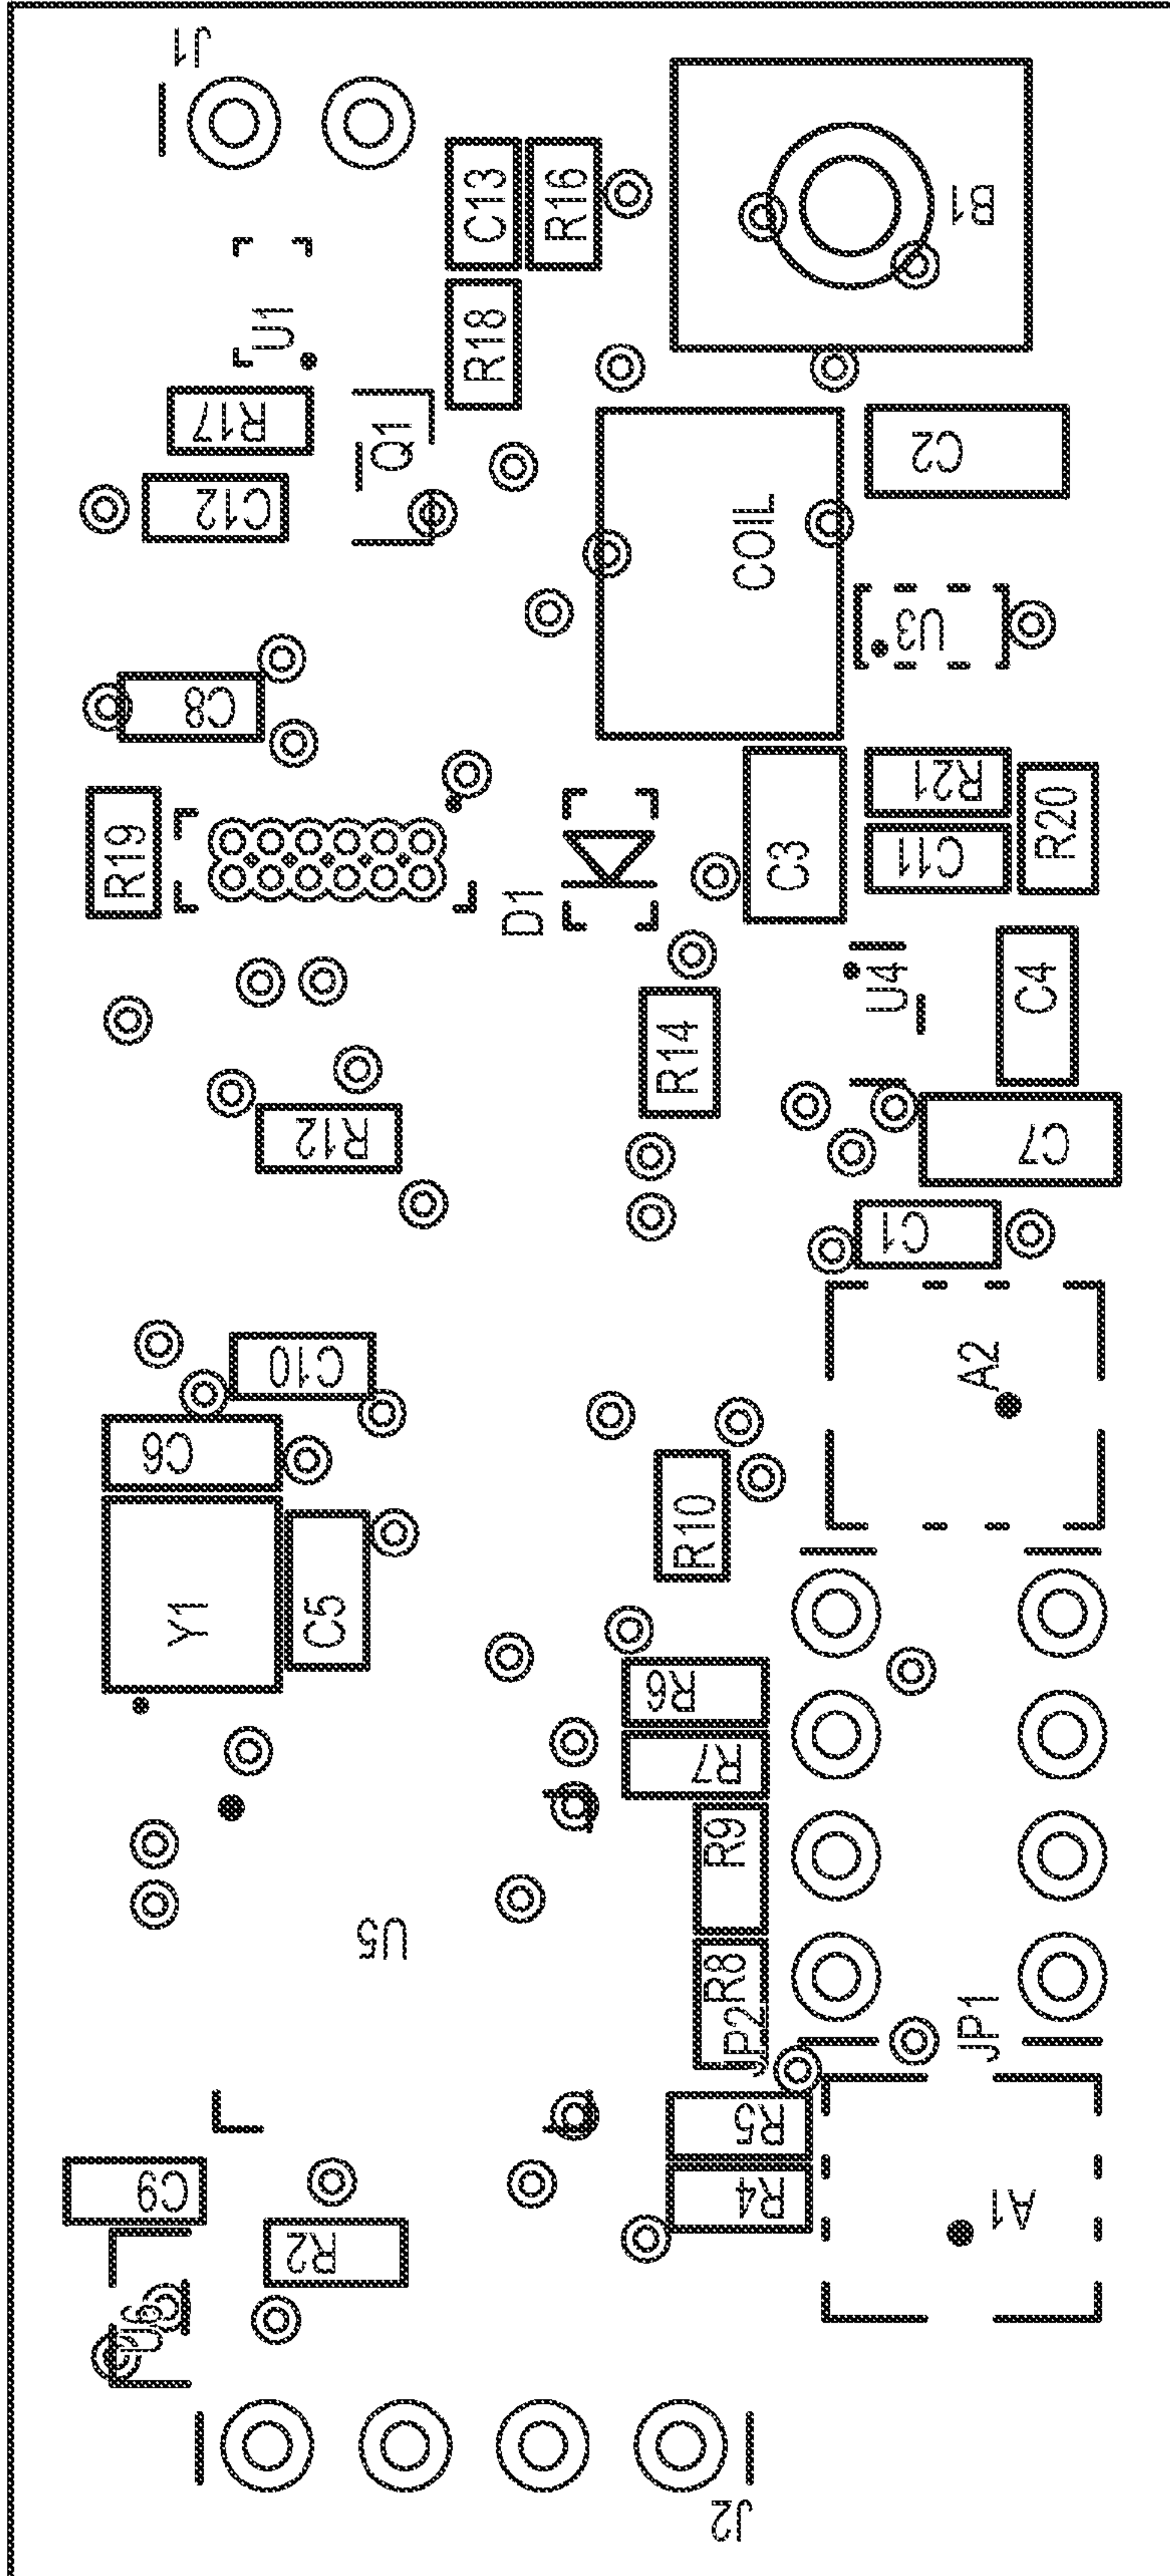 J1
C13
R16
B1
U1
R18
R17
Q1
C2
C12
COIL
U3
C8
R21
R19
R20
C3
C11
D1
U4
C4
R14
R12
C7
C1
A2
C10
C6
R10
Y1
C5
R6
R7
R9
U5
R8
JP2
JP1
R5
R4
C9
A1
R2
U6
J2